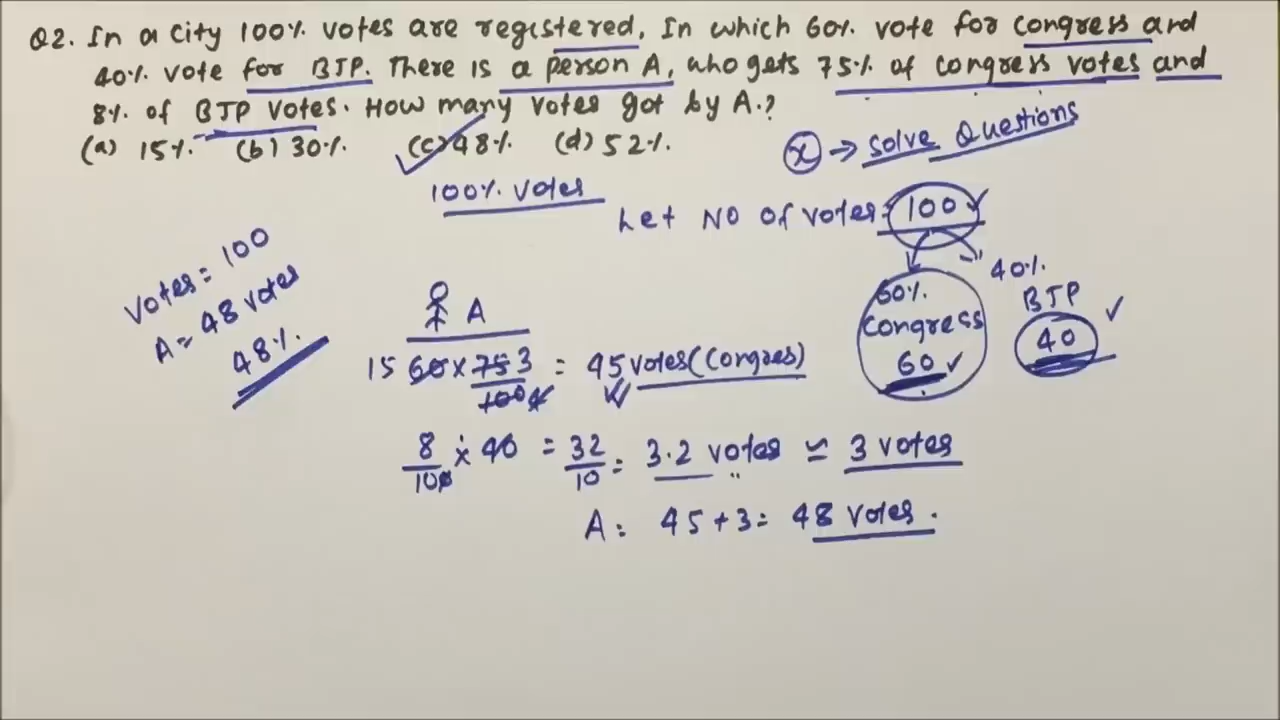 Q2. In a city 100% votes are registered, In which 60% vote for congress and
40% vote for BJP. There is a person A, who gets 75% of congress votes and
8% of BJP votes. How many votes got by A.?
(a) 15%. (b) 30%. (c) 48%. (d) 52%.
x → solve Questions
100% votes
Let No of votes = 100
60%.
Congress
60
40%.
BJP
40
votes = 100
A = 48 votes
48%.
A
15 60 x 75 3 / 100 4 = 45 votes (Congres)
8/100 x 40 = 32/10 = 3.2 votes ≃ 3 votes
A = 45 + 3 = 48 votes.